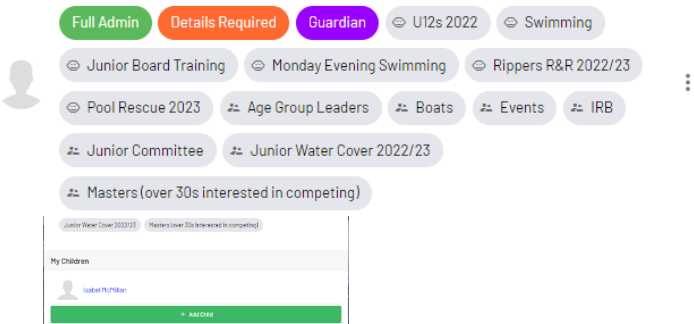 Full Admin Details Required Guardian U12s 2022 Swimming
Junior Board Training Monday Evening Swimming Rippers R&R 2022/23
Pool Rescue 2023 Age Group Leaders Boats Events IRB
Junior Committee Junior Water Cover 2022/23
Masters (over 30s interested in competing)
Junior Water Cover 2022/23 Masters (over 30s interested in competing)
My Children
Isabel McMillan
+ Add Child